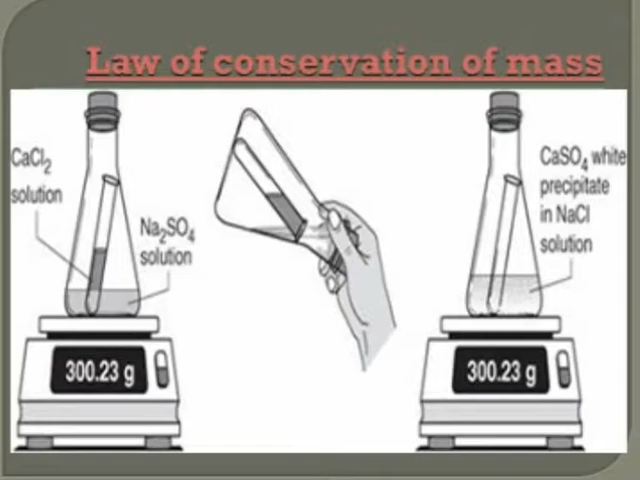 Law of conservation of mass
CaCl₂
solution
Na₂SO₄
solution
CaSO₄ white
precipitate
in NaCl
solution
300.23 g
300.23 g